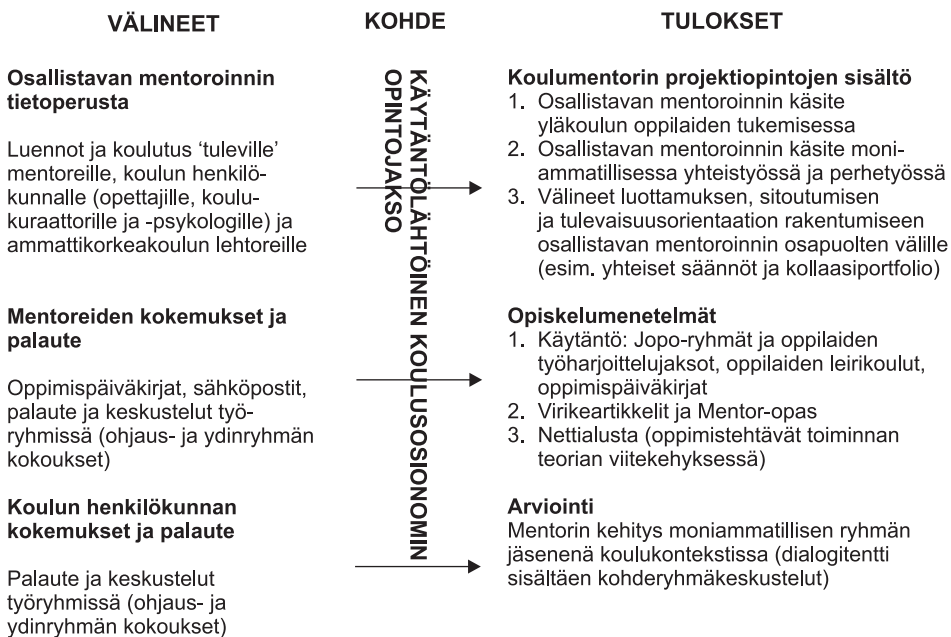 VÄLINEET
Osallistavan mentoroinnin
tietoperusta
Luennot ja koulutus ‘tuleville’
mentoreille, koulun henkilö-
kunnalle (opettajille, koulu-
kuraattorille ja -psykologille) ja
ammattikorkeakoulun lehtoreille
Mentoreiden kokemukset ja
palaute
Oppimispäiväkirjat, sähköpostit,
palaute ja keskustelut työ-
ryhmissä (ohjaus- ja ydinryhmän
kokoukset)
Koulun henkilökunnan
kokemukset ja palaute
Palaute ja keskustelut
työryhmissä (ohjaus- ja
ydinryhmän kokoukset)
KOHDE
KÄYTÄNTÖLÄHTÖINEN KOULUSOSIONOMIN
OPINTOJAKSO
TULOKSET
Koulumentorin projektiopintojen sisältö
1. Osallistavan mentoroinnin käsite
yläkoulun oppilaiden tukemisessa
2. Osallistavan mentoroinnin käsite moni-
ammatillisessa yhteistyössä ja perhetyössä
3. Välineet luottamuksen, sitoutumisen
ja tulevaisuusorientaation rakentumiseen
osallistavan mentoroinnin osapuolten välille
(esim. yhteiset säännöt ja kollaasiportfolio)
Opiskelumenetelmät
1. Käytäntö: Jopo-ryhmät ja oppilaiden
työharjoittelujaksot, oppilaiden leirikoulut,
oppimispäiväkirjat
2. Virikeartikkelit ja Mentor-opas
3. Nettialusta (oppimistehtävät toiminnan
teorian viitekehyksessä)
Arviointi
Mentorin kehitys moniammatillisen ryhmän
jäsenenä koulukontekstissa (dialogitentti
sisältäen kohderyhmäkeskustelut)